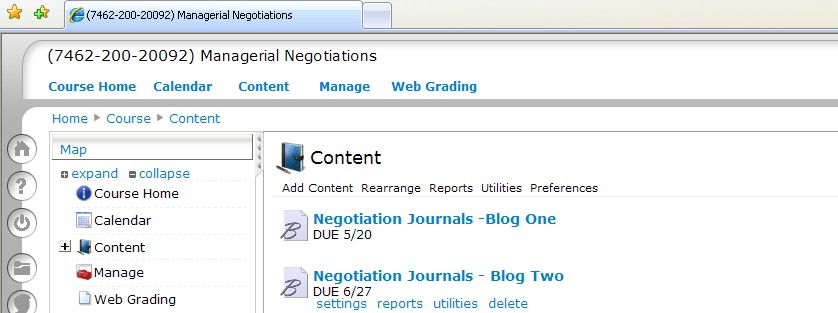 (7462-200-20092) Managerial Negotiations
(7462-200-20092) Managerial Negotiations
Course Home Calendar Content Manage Web Grading
Home Course Content
Map
expand collapse
Course Home
Calendar
Content
Manage
Web Grading
Content
Add Content Rearrange Reports Utilities Preferences
Negotiation Journals -Blog One
DUE 5/20
Negotiation Journals - Blog Two
DUE 6/27
settings reports utilities delete